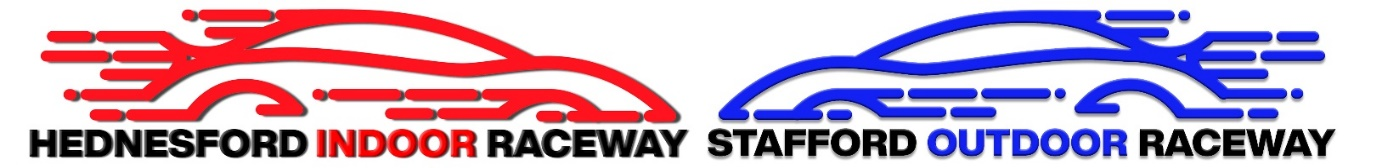 HEDNESFORD INDOOR RACEWAY
STAFFORD OUTDOOR RACEWAY